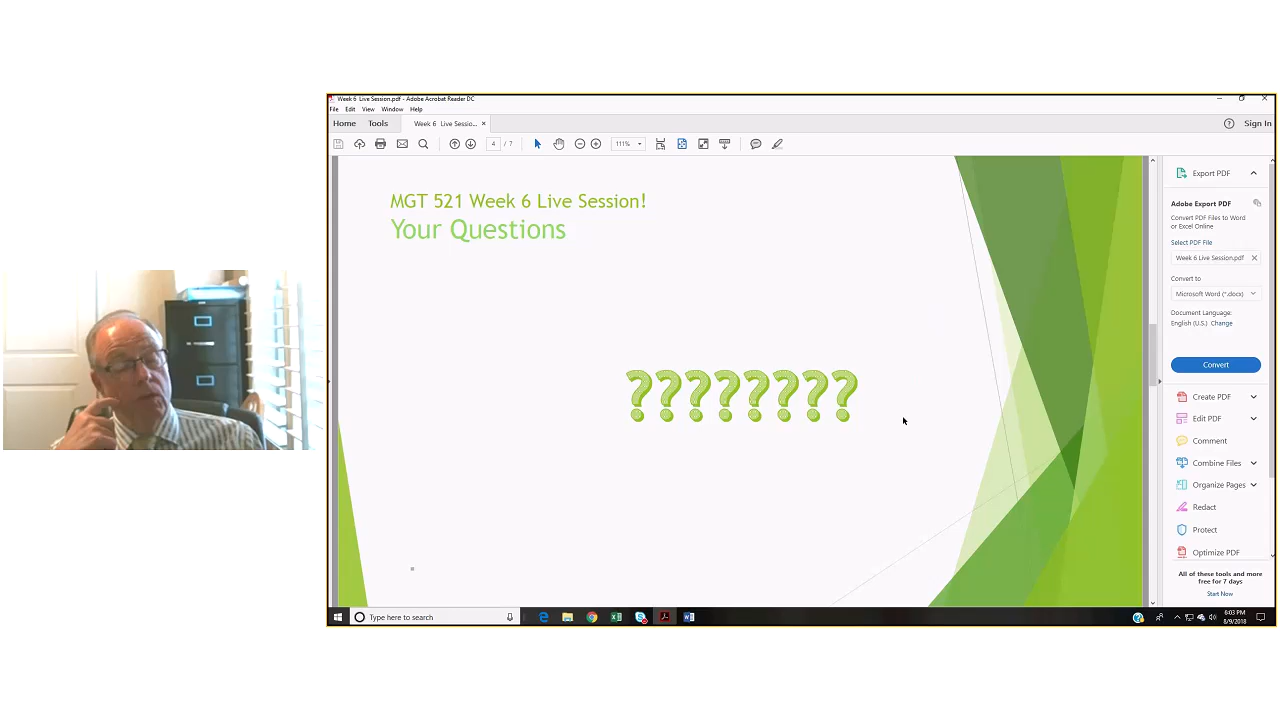 Week 6 Live Session.pdf - Adobe Acrobat Reader DC
File Edit View Window Help
Home Tools Week 6 Live Sessio... × Sign In
4 / 7 111%
MGT 521 Week 6 Live Session!
Your Questions
????????
Export PDF
Adobe Export PDF
Convert PDF Files to Word
or Excel Online
Select PDF File
Week 6 Live Session.pdf ×
Convert to
Microsoft Word (*.docx)
Document Language:
English (U.S.) Change
Convert
Create PDF
Edit PDF
Comment
Combine Files
Organize Pages
Redact
Protect
Optimize PDF
All of these tools and more
free for 7 days
Start Now
Type here to search
6:03 PM
8/9/2018